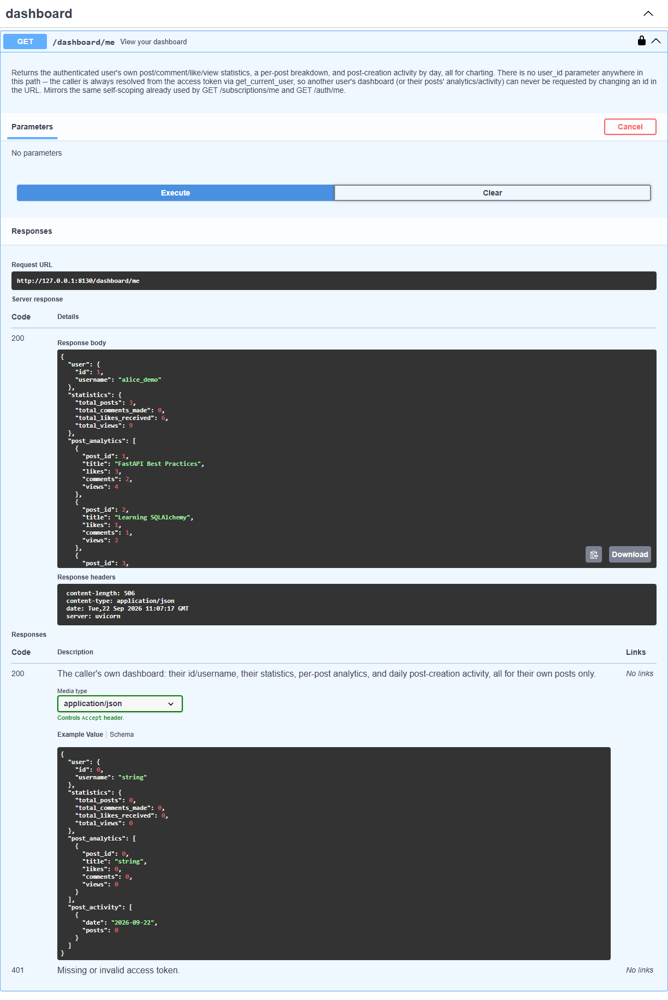 dashboard
GET /dashboard/me View your dashboard
Returns the authenticated user's own post/comment/like/view statistics, a per-post breakdown, and post-creation activity by day, all for charting. There is no user_id parameter anywhere in
this path -- the caller is always resolved from the access token via get_current_user, so another user's dashboard (or their posts' analytics/activity) can never be requested by changing an id in
the URL. Mirrors the same self-scoping already used by GET /subscriptions/me and GET /auth/me.
Parameters
Cancel
No parameters
Execute
Clear
Responses
Request URL
http://127.0.0.1:8130/dashboard/me
Server response
Code Details
200
Response body
{
  "user": {
    "id": 1,
    "username": "alice_demo"
  },
  "statistics": {
    "total_posts": 3,
    "total_comments_made": 0,
    "total_likes_received": 6,
    "total_views": 9
  },
  "post_analytics": [
    {
      "post_id": 1,
      "title": "FastAPI Best Practices",
      "likes": 3,
      "comments": 2,
      "views": 4
    },
    {
      "post_id": 2,
      "title": "Learning SQLAlchemy",
      "likes": 1,
      "comments": 1,
      "views": 2
    },
    {
      "post_id": 3,
Download
Response headers
content-length: 506
content-type: application/json
date: Tue,22 Sep 2026 11:07:17 GMT
server: uvicorn
Responses
Code Description Links
200 The caller's own dashboard: their id/username, their statistics, per-post analytics, and daily post-creation activity, all for their own posts only. No links
Media type
application/json
Controls Accept header.
Example Value Schema
{
  "user": {
    "id": 0,
    "username": "string"
  },
  "statistics": {
    "total_posts": 0,
    "total_comments_made": 0,
    "total_likes_received": 0,
    "total_views": 0
  },
  "post_analytics": [
    {
      "post_id": 0,
      "title": "string",
      "likes": 0,
      "comments": 0,
      "views": 0
    }
  ],
  "post_activity": [
    {
      "date": "2026-09-22",
      "posts": 0
    }
  ]
}
401 Missing or invalid access token. No links